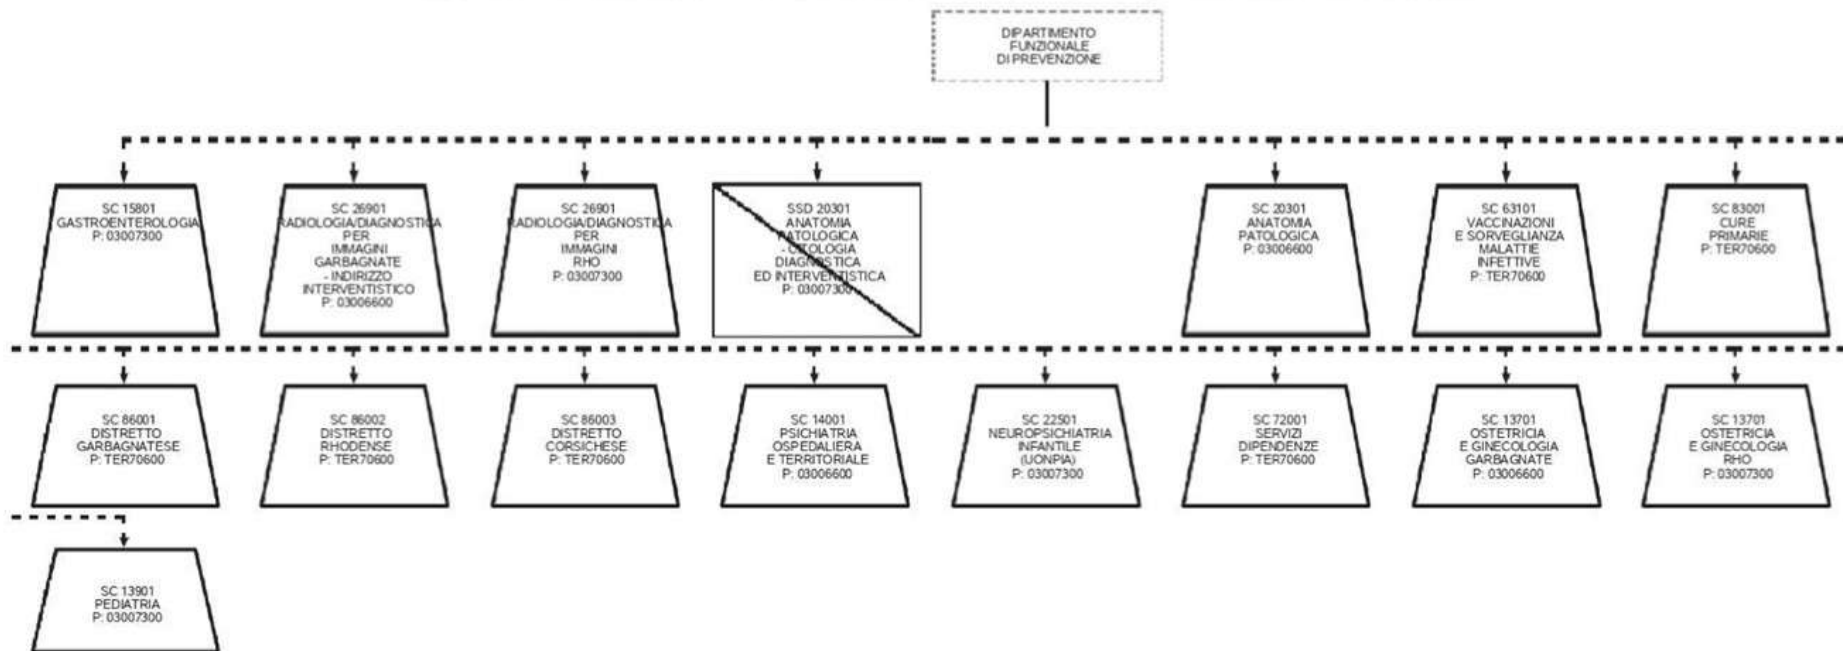 DIPARTIMENTO
FUNZIONALE
DI PREVENZIONE
SC 15801
GASTROENTEROLOGIA
P: 03007300
SC 26901
RADIOLOGIA/DIAGNOSTICA
PER
IMMAGINI
GARBAGNATE
- INDIRIZZO
INTERVENTISTICO
P: 03006600
SC 26901
RADIOLOGIA/DIAGNOSTICA
PER
IMMAGINI
RHO
P: 03007300
SSD 20301
ANATOMIA
PATOLOGICA
- CITOLOGIA
DIAGNOSTICA
ED INTERVENTISTICA
P: 03007300
SC 20301
ANATOMIA
PATOLOGICA
P: 03006600
SC 63101
VACCINAZIONI
E SORVEGLIANZA
MALATTIE
INFETTIVE
P: TER70600
SC 83001
CURE
PRIMARIE
P: TER70600
SC 86001
DISTRETTO
GARBAGNATESE
P: TER70600
SC 86002
DISTRETTO
RHODENSE
P: TER70600
SC 86003
DISTRETTO
CORSICHESE
P: TER70600
SC 14001
PSICHIATRIA
OSPEDALIERA
E TERRITORIALE
P: 03006600
SC 22501
NEUROPSICHIATRIA
INFANTILE
(UONPIA)
P: 03007300
SC 72001
SERVIZI
DIPENDENZE
P: TER70600
SC 13701
OSTETRICIA
E GINECOLOGIA
GARBAGNATE
P: 03006600
SC 13701
OSTETRICIA
E GINECOLOGIA
RHO
P: 03007300
SC 13901
PEDIATRIA
P: 03007300